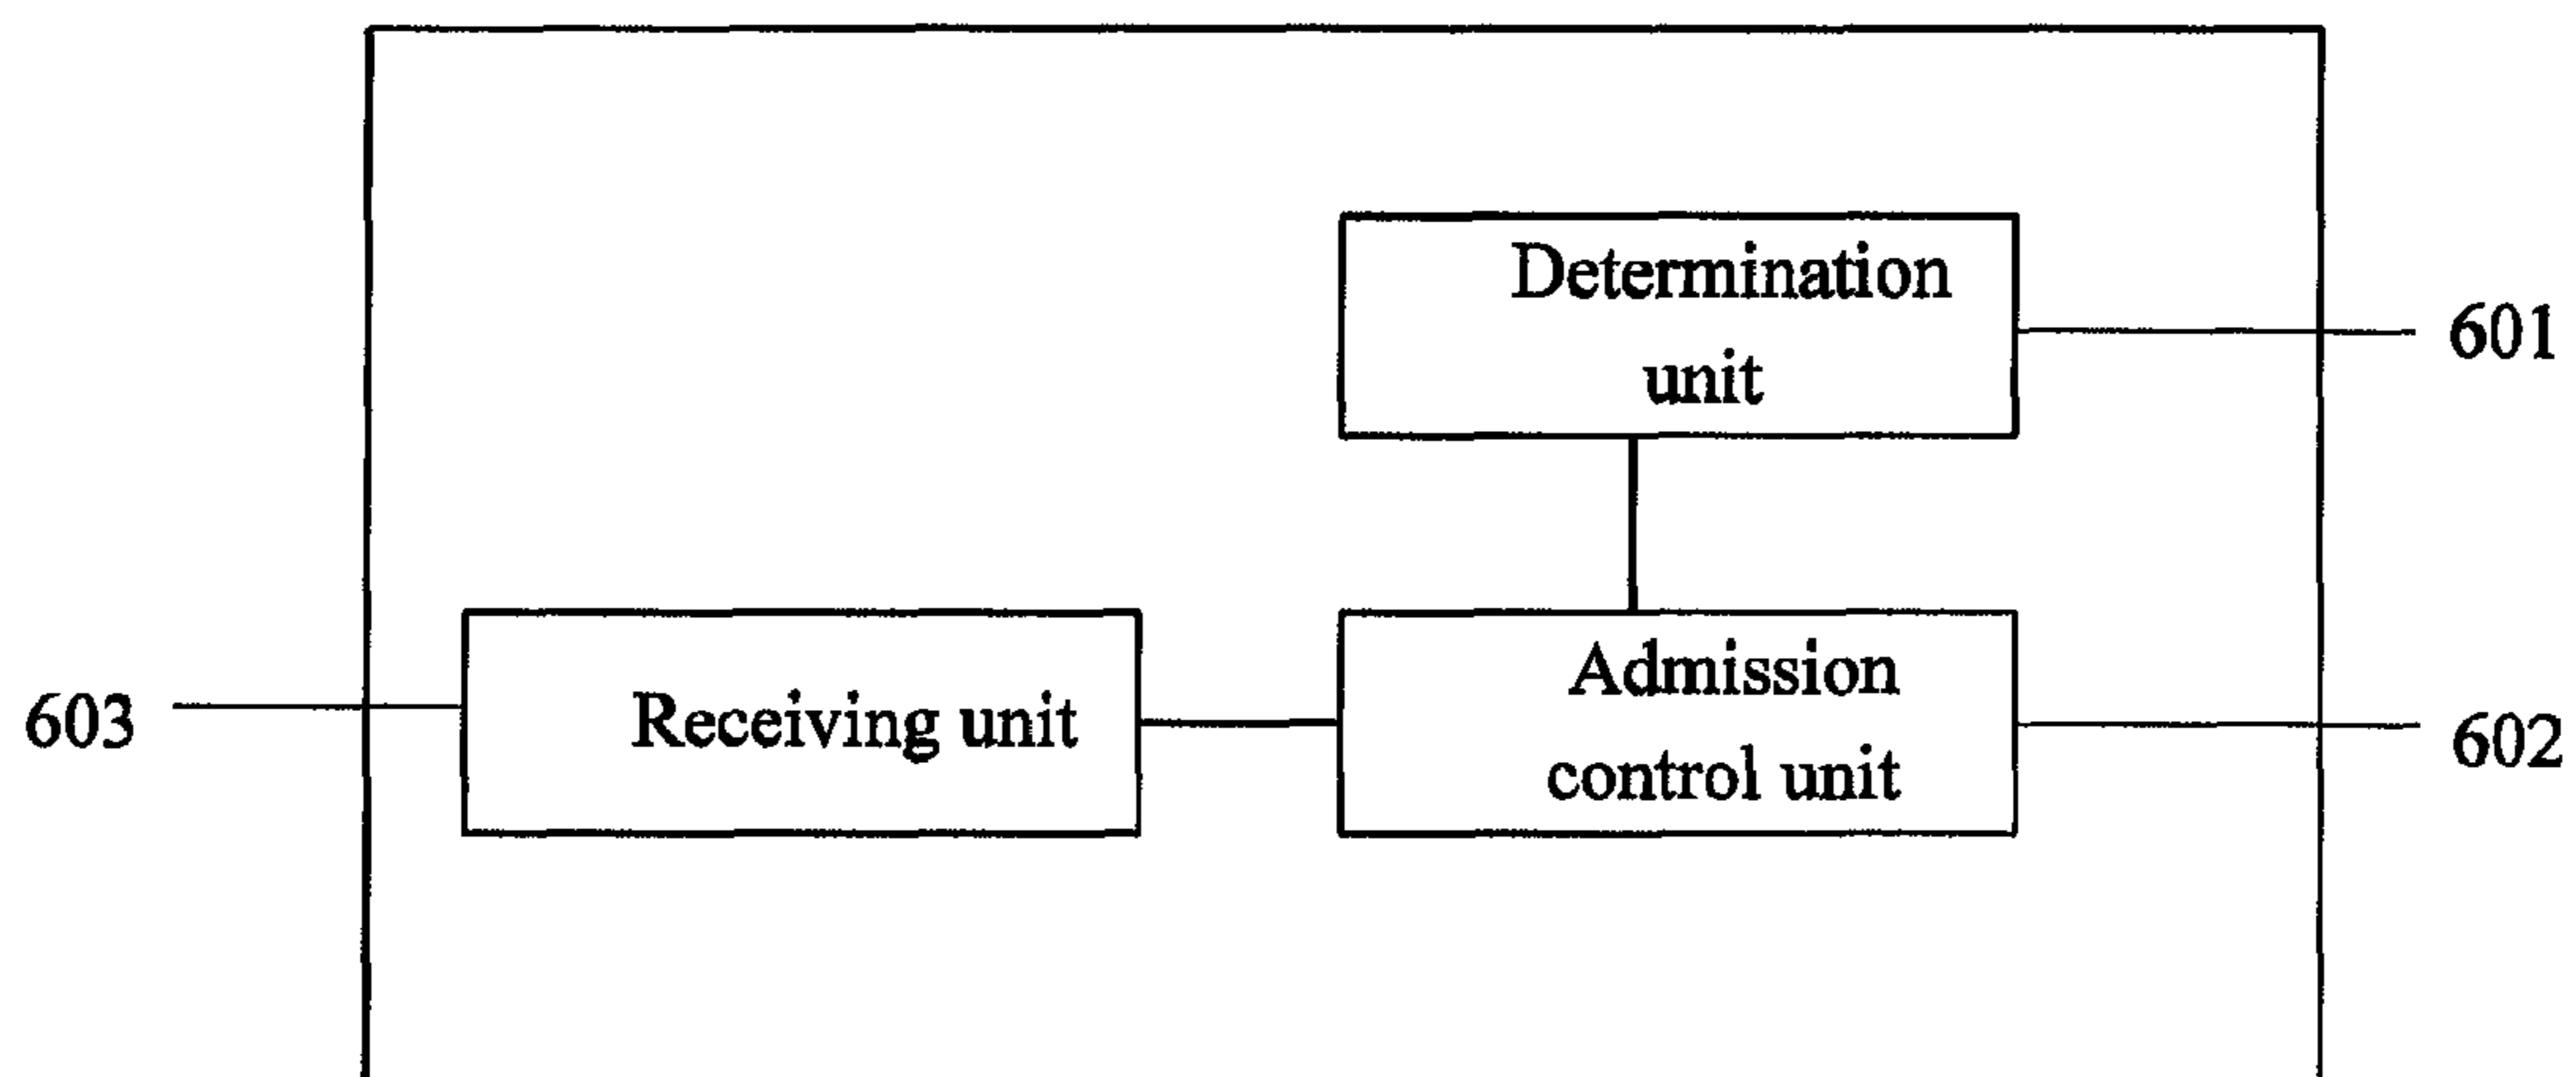 Determination
unit
601
Admission
control unit
602
Receiving unit
603